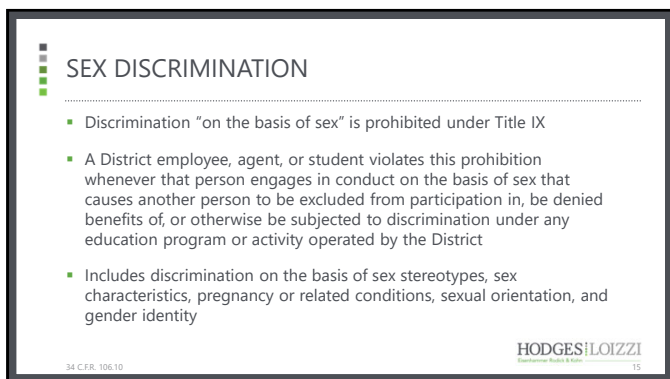 SEX DISCRIMINATION
▪ Discrimination “on the basis of sex” is prohibited under Title IX
▪ A District employee, agent, or student violates this prohibition
whenever that person engages in conduct on the basis of sex that
causes another person to be excluded from participation in, be denied
benefits of, or otherwise be subjected to discrimination under any
education program or activity operated by the District
▪ Includes discrimination on the basis of sex stereotypes, sex
characteristics, pregnancy or related conditions, sexual orientation, and
gender identity
HODGES LOIZZI
Eisenhammer Rodick & Kohn
34 C.F.R. 106.10
15